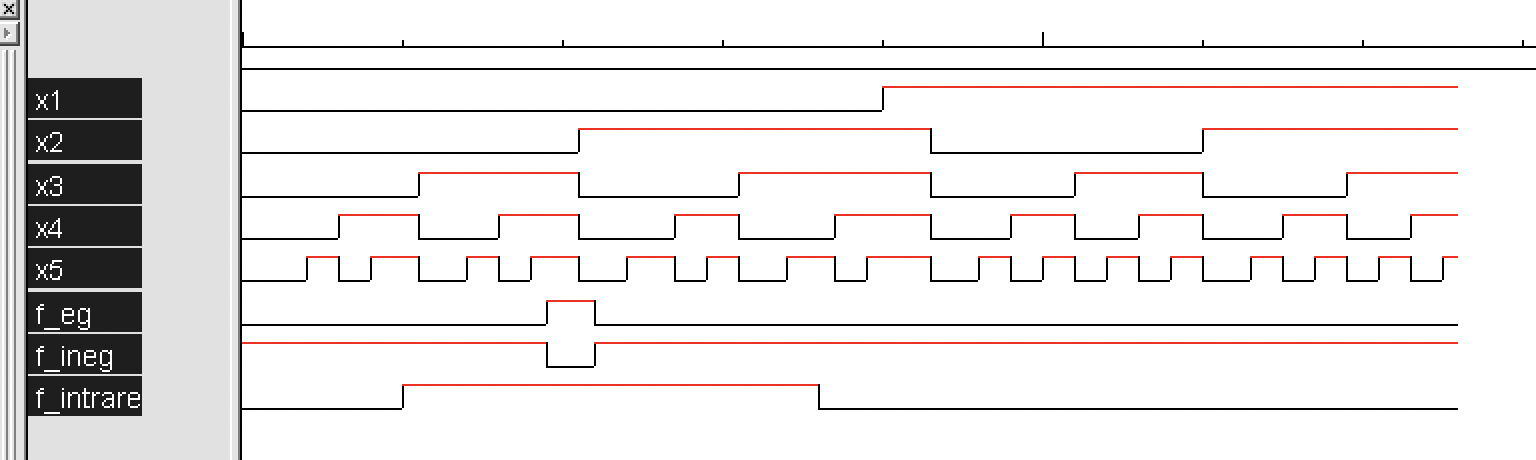 x1
x2
x3
x4
x5
f_eg
f_ineg
f_intrare